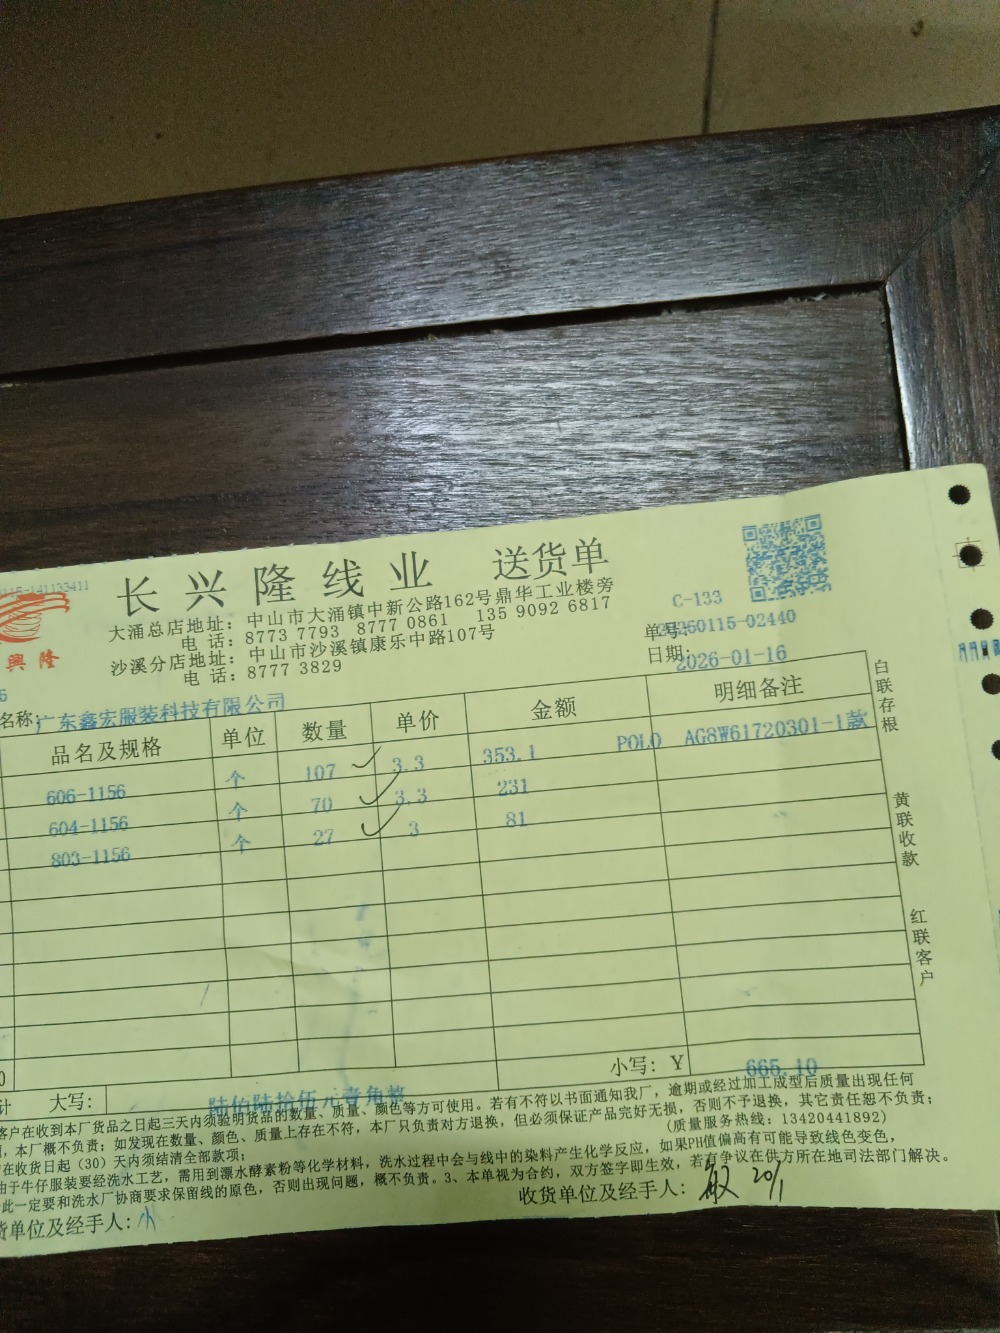 长兴隆线业 送货单
大涌总店地址：中山市大涌镇中新公路162号鼎华工业楼旁
电 话：8773 7793 8777 0861 135 9092 6817
沙溪分店地址：中山市沙溪镇康乐中路107号
电 话：8777 3829
興隆
C-133
单号：20260115-02440
日期：2026-01-16
名称：广东鑫宏服装科技有限公司
品名及规格 单位 数量 单价 金额 明细备注
606-1156 个 107 3.3 353.1 POLO AG8W61720301-1款
604-1156 个 70 3.3 231
803-1156 个 27 3 81
白联存根
黄联收款
红联客户
计 大写：陆佰陆拾伍元壹角整 小写：Y 665.10
客户在收到本厂货品之日起三天内须验明货品的数量、质量、颜色等方可使用。若有不符以书面通知我厂，逾期或经过加工成型后质量出现任何
，本厂概不负责；如发现在数量、颜色、质量上存在不符，本厂只负责对方退换，但必须保证产品完好无损，否则不予退换，其它责任恕不负责；
在收货日起（30）天内须结清全部款项； (质量服务热线：13420441892)
由于牛仔服装要经洗水工艺，需用到漂水酵素粉等化学材料，洗水过程中会与线中的染料产生化学反应，如果PH值偏高有可能导致线色变色，
此一定要和洗水厂协商要求保留线的原色，否则出现问题，概不负责。3、本单视为合约，双方签字即生效，若有争议在供方所在地司法部门解决。
货单位及经手人：小 收货单位及经手人：敏 20/1